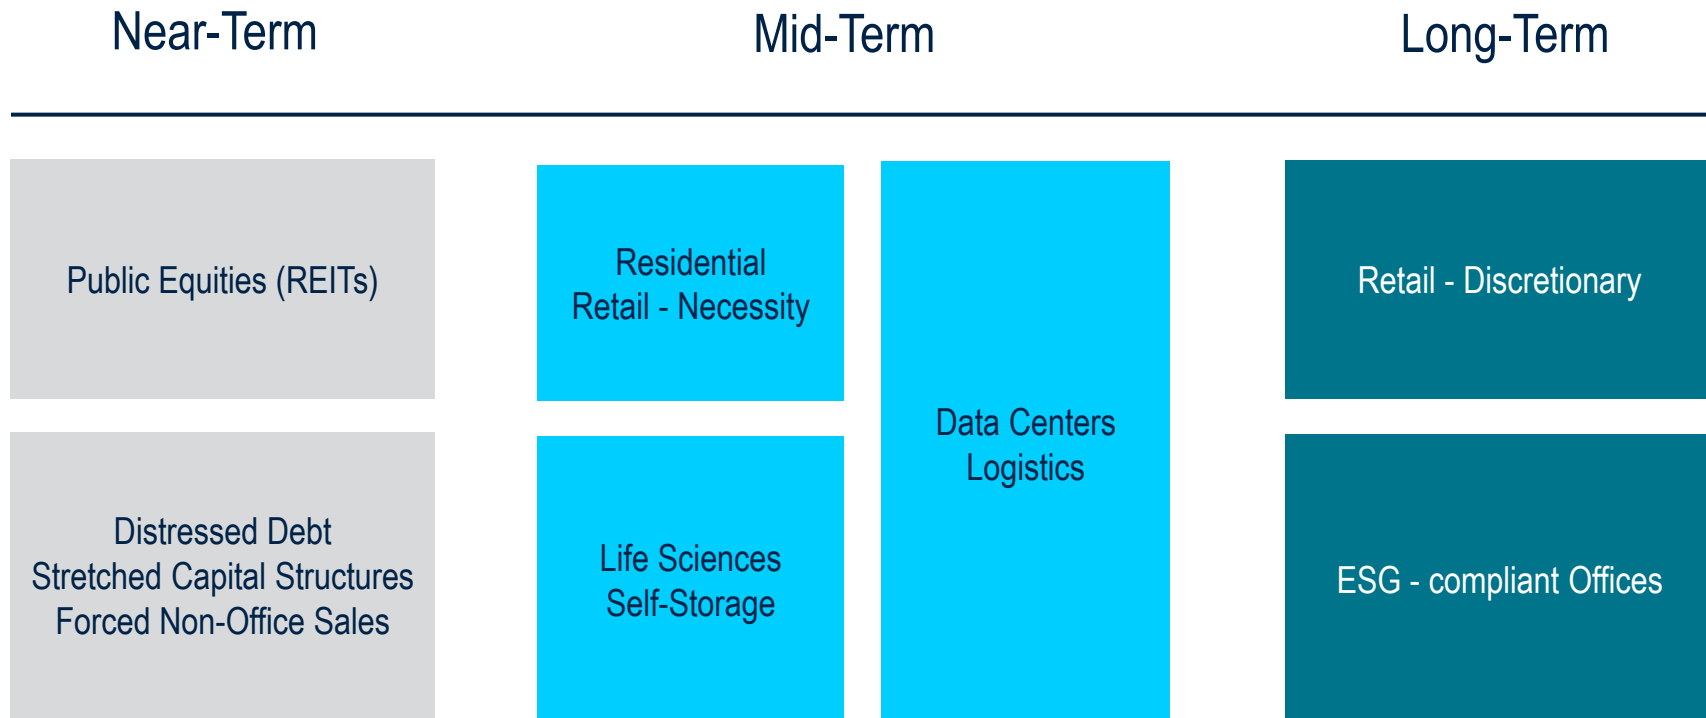 Near-Term
Mid-Term
Long-Term
Public Equities (REITs)
Distressed Debt
Stretched Capital Structures
Forced Non-Office Sales
Residential
Retail - Necessity
Life Sciences
Self-Storage
Data Centers
Logistics
Retail - Discretionary
ESG - compliant Offices